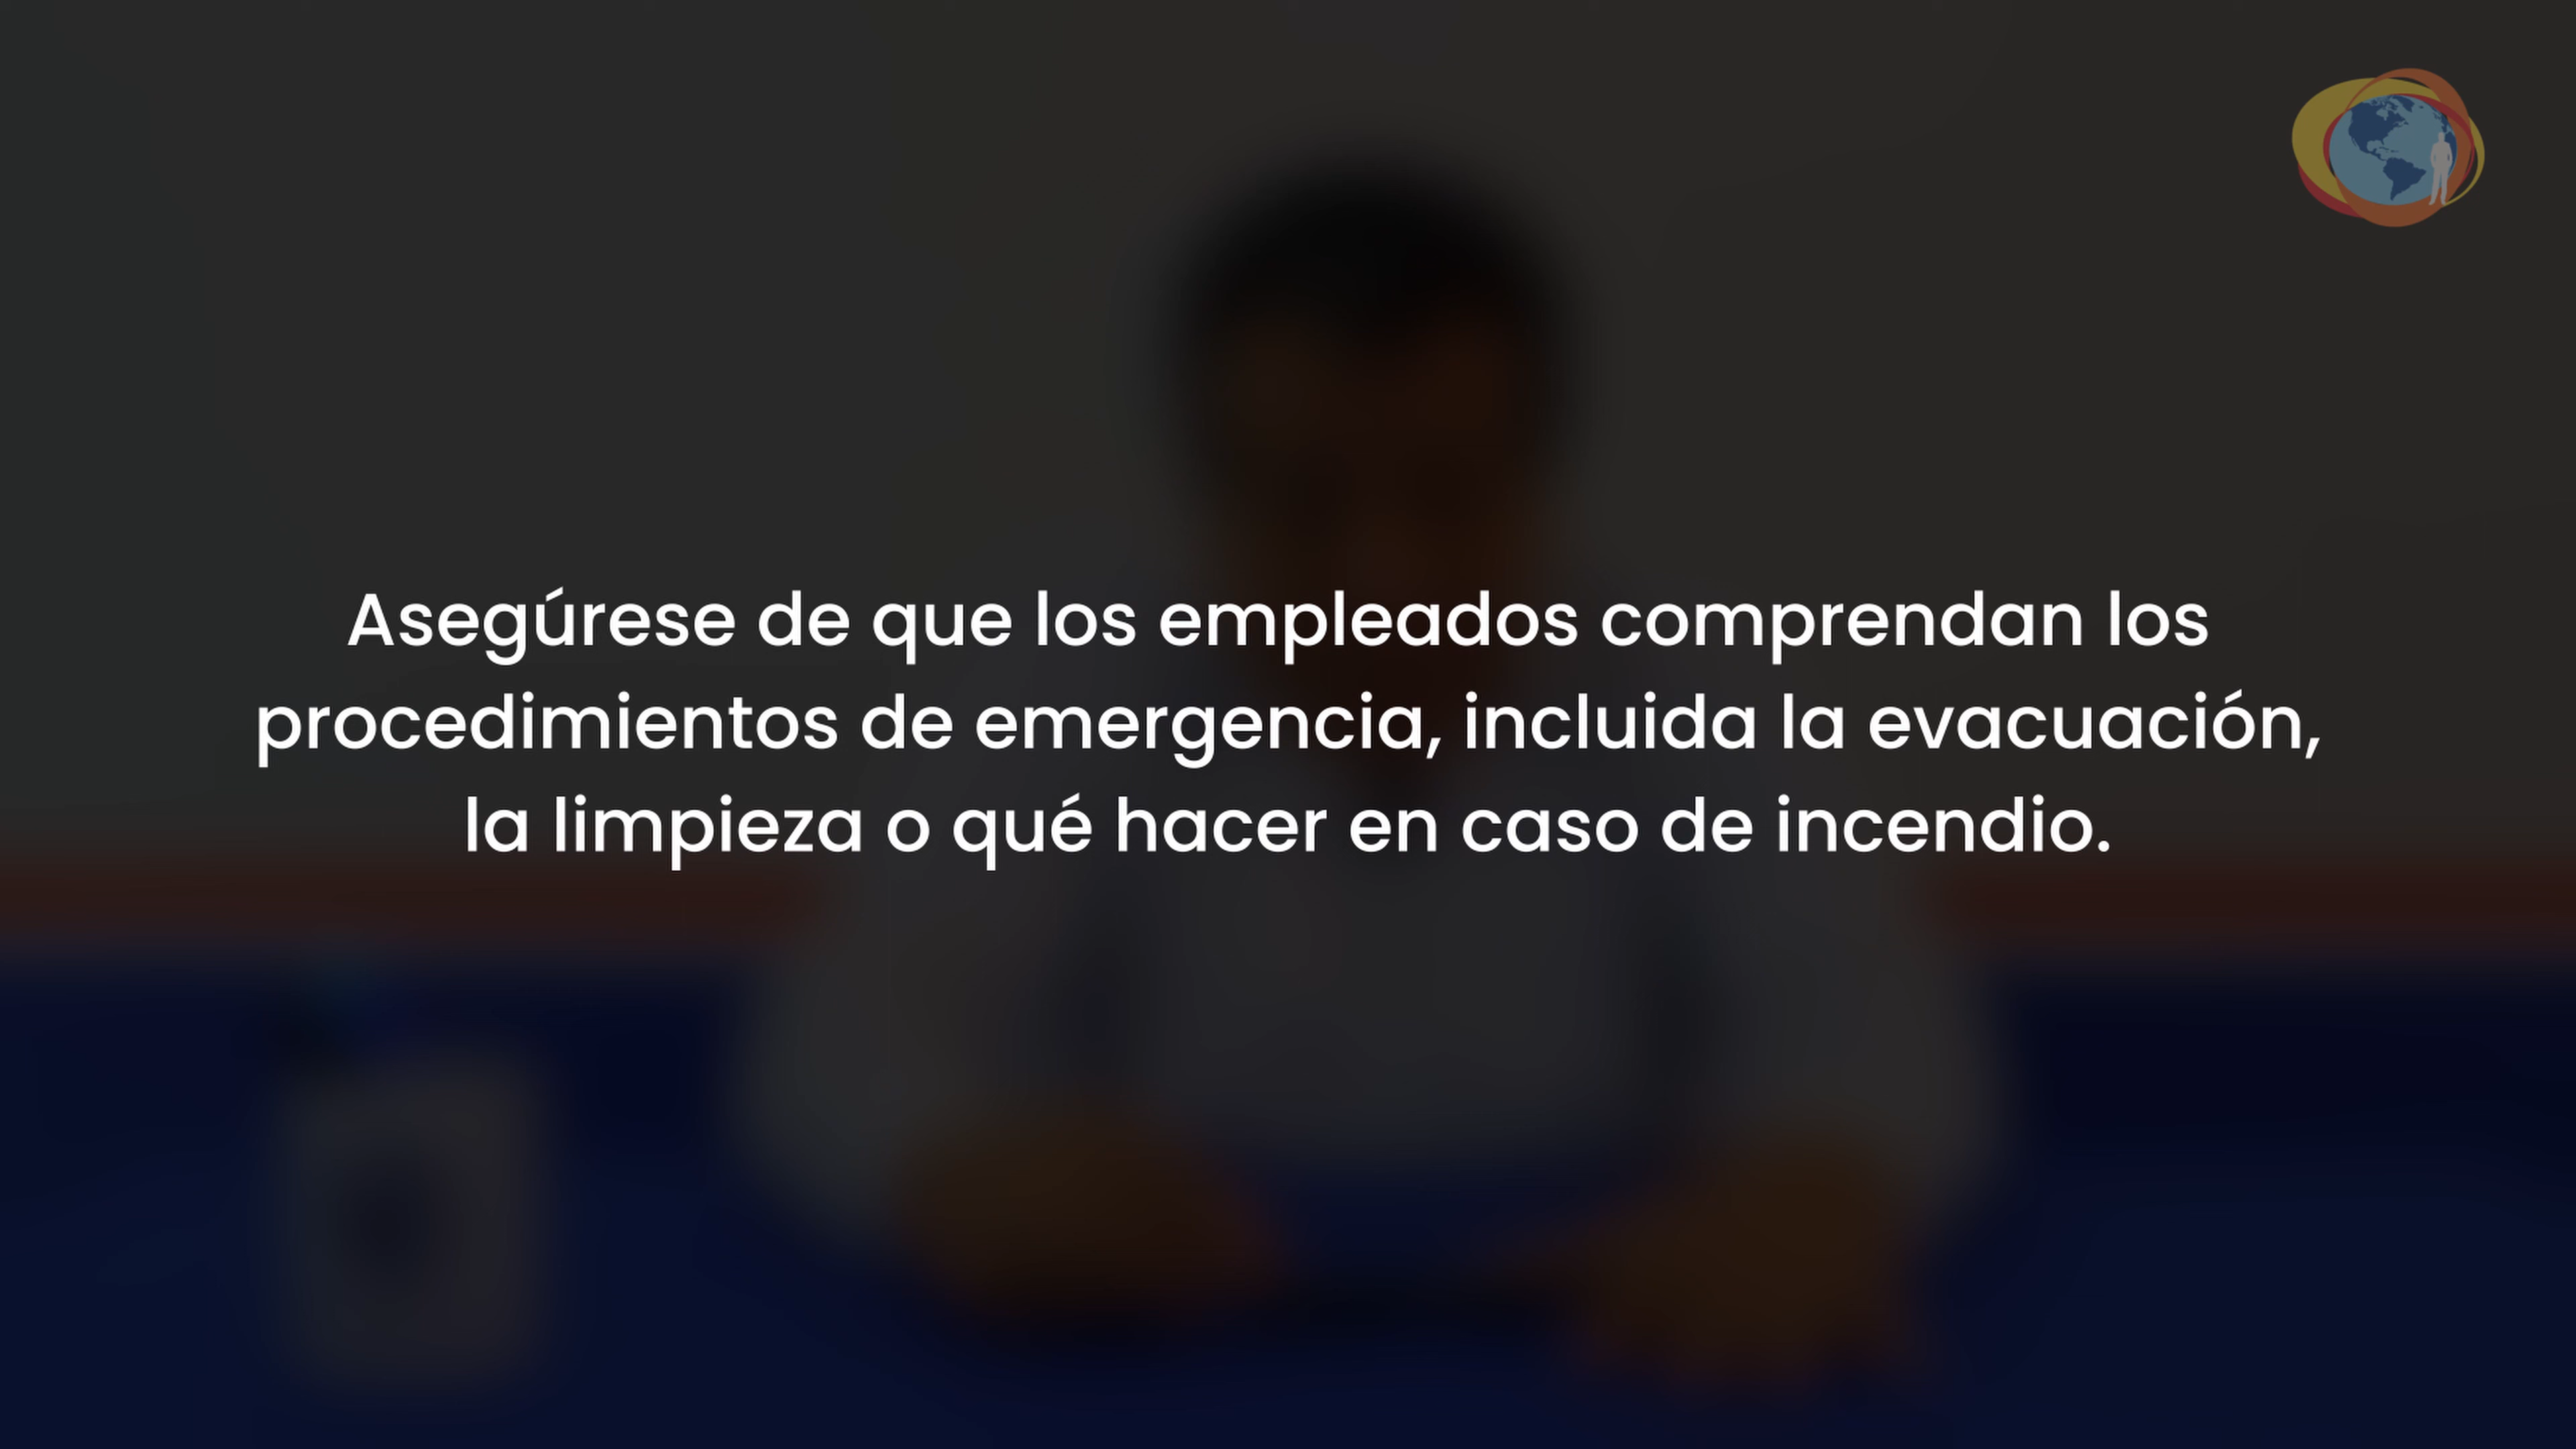 Asegúrese de que los empleados comprendan los
procedimientos de emergencia, incluida la evacuación,
la limpieza o qué hacer en caso de incendio.